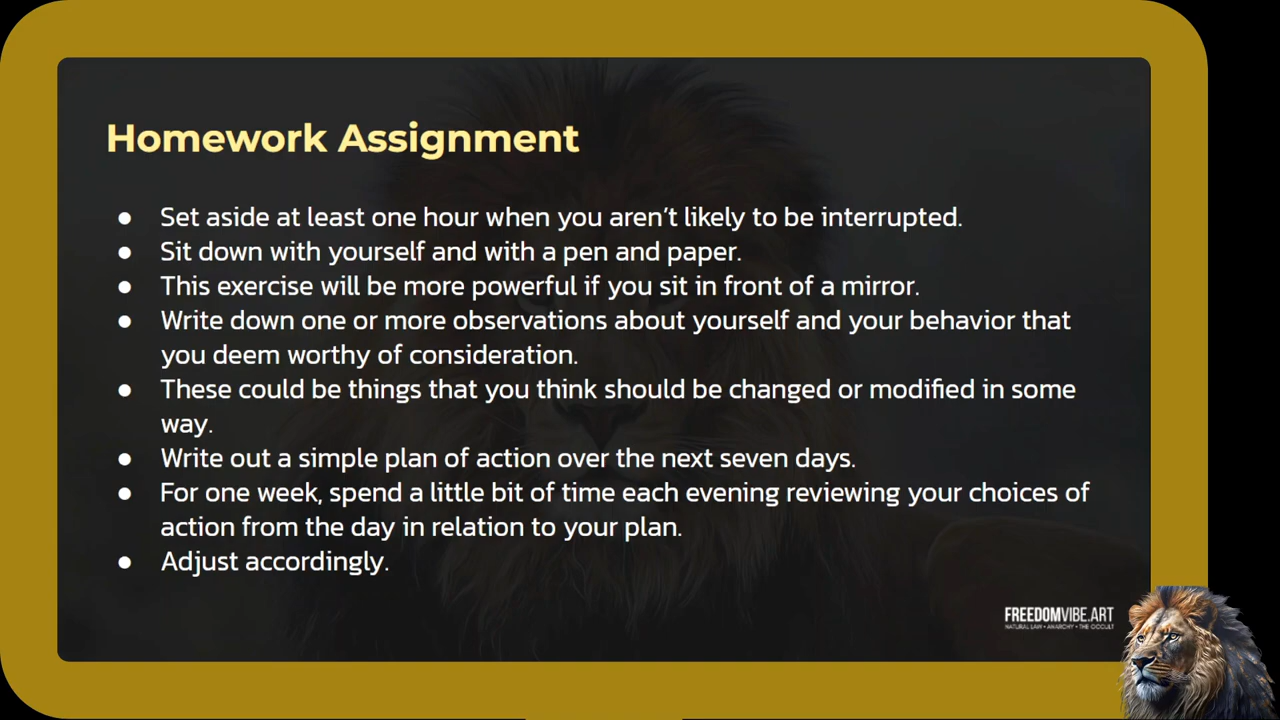 Homework Assignment
● Set aside at least one hour when you aren't likely to be interrupted.
● Sit down with yourself and with a pen and paper.
● This exercise will be more powerful if you sit in front of a mirror.
● Write down one or more observations about yourself and your behavior that
you deem worthy of consideration.
● These could be things that you think should be changed or modified in some
way.
● Write out a simple plan of action over the next seven days.
● For one week, spend a little bit of time each evening reviewing your choices of
action from the day in relation to your plan.
● Adjust accordingly.
FREEDOMVIBE.ART
NATURAL LAW • ANARCHY • THE OCCULT